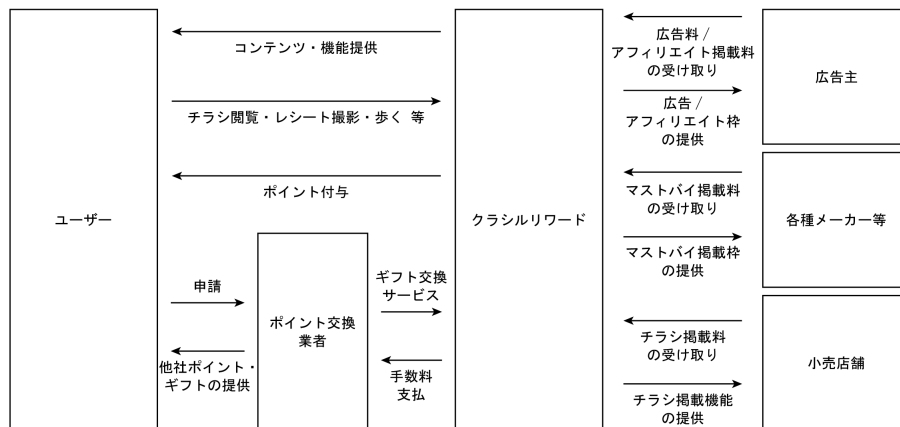 コンテンツ・機能提供
チラシ閲覧・レシート撮影・歩く 等
ポイント付与
ユーザー
申請
他社ポイント・
ギフトの提供
ポイント交換
業者
ギフト交換
サービス
手数料
支払
クラシルリワード
広告料 /
アフィリエイト掲載料
の受け取り
広告 /
アフィリエイト枠
の提供
マストバイ掲載料
の受け取り
マストバイ掲載枠
の提供
チラシ掲載料
の受け取り
チラシ掲載機能
の提供
広告主
各種メーカー等
小売店舗